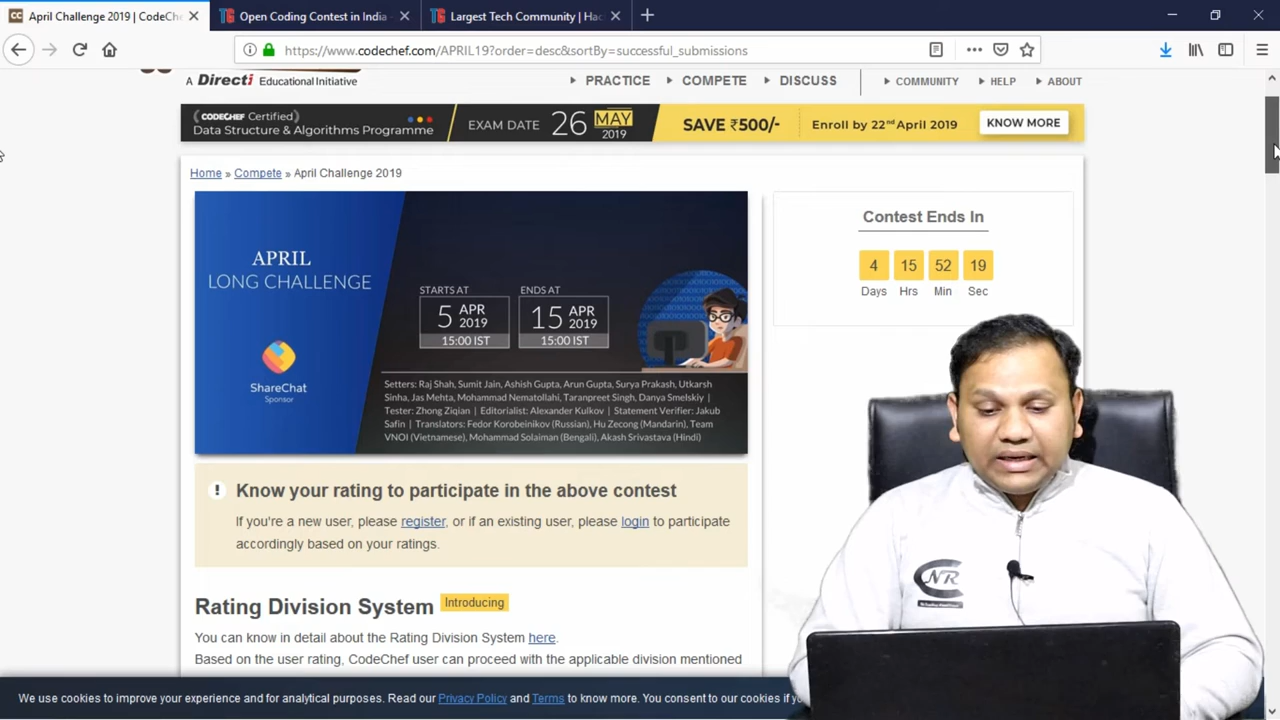 April Challenge 2019 | CodeChe
Open Coding Contest in India -
Largest Tech Community | Hac
https://www.codechef.com/APRIL19?order=desc&sortBy=successful_submissions
A Directi Educational Initiative
PRACTICE COMPETE DISCUSS COMMUNITY HELP ABOUT
CODECHEF Certified
Data Structure & Algorithms Programme
EXAM DATE 26 MAY 2019
SAVE ₹500/-
Enroll by 22nd April 2019
KNOW MORE
Home » Compete » April Challenge 2019
APRIL
LONG CHALLENGE
ShareChat
Sponsor
STARTS AT
5 APR 2019
15:00 IST
ENDS AT
15 APR 2019
15:00 IST
Setters: Raj Shah, Sumit Jain, Ashish Gupta, Arun Gupta, Surya Prakash, Utkarsh
Sinha, Jas Mehta, Mohammad Nematollahi, Taranpreet Singh, Danya Smelskiy |
Tester: Zhong Ziqian | Editorialist: Alexander Kulkov | Statement Verifier: Jakub
Safin | Translators: Fedor Korobeinikov (Russian), Hu Zecong (Mandarin), Team
VNOI (Vietnamese), Mohammad Solaiman (Bengali), Akash Srivastava (Hindi)
Contest Ends In
4 15 52 19
Days Hrs Min Sec
! Know your rating to participate in the above contest
If you're a new user, please register, or if an existing user, please login to participate
accordingly based on your ratings.
Rating Division System Introducing
You can know in detail about the Rating Division System here.
Based on the user rating, CodeChef user can proceed with the applicable division mentioned
NR
We use cookies to improve your experience and for analytical purposes. Read our Privacy Policy and Terms to know more. You consent to our cookies if y